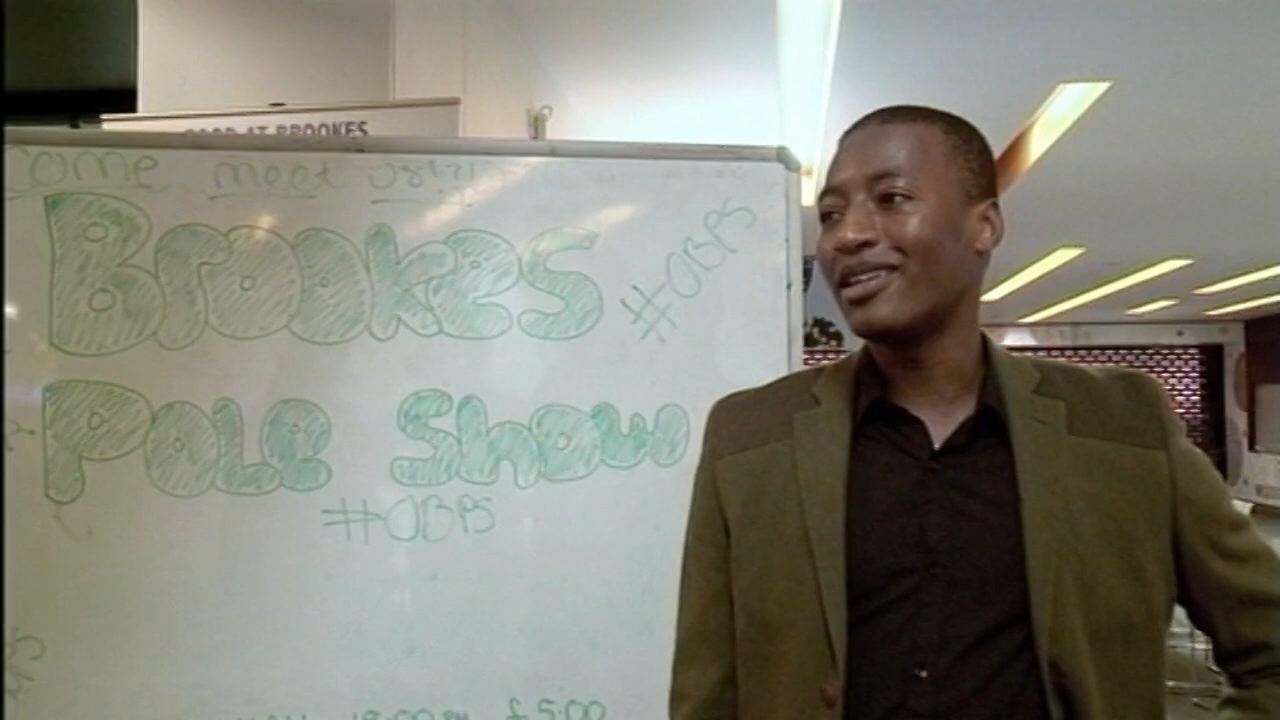 FOOD AT BROOKES
Come meet us!?!
Brookes
#OBPS
Pole Show
#OBPS
£5:00